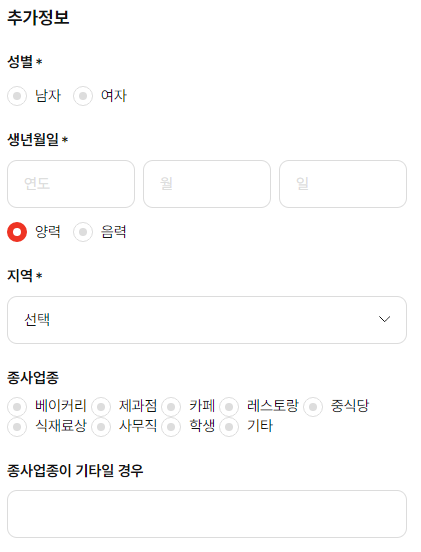 추가정보
성별 *
남자 여자
생년월일 *
연도 월 일
양력 음력
지역 *
선택
종사업종
베이커리 제과점 카페 레스토랑 중식당
식재료상 사무직 학생 기타
종사업종이 기타일 경우